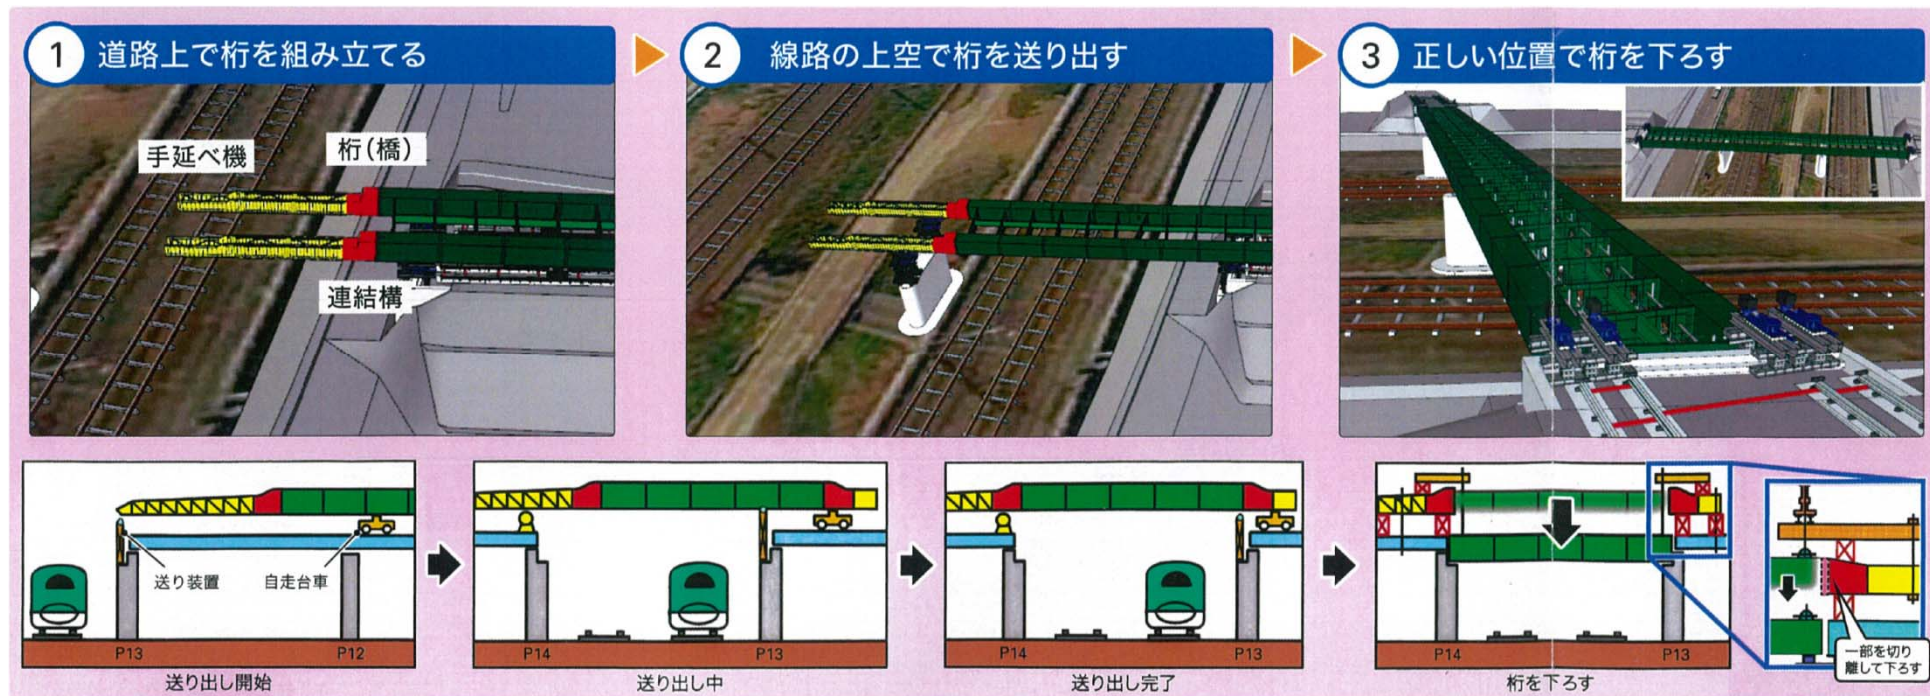 1 道路上で桁を組み立てる
2 線路の上空で桁を送り出す
3 正しい位置で桁を下ろす
手延べ機
桁(橋)
連結構
送り装置
自走台車
P13
P12
送り出し開始
P14
P13
送り出し中
P14
P13
送り出し完了
P14
P13
桁を下ろす
一部を切り
離して下ろす